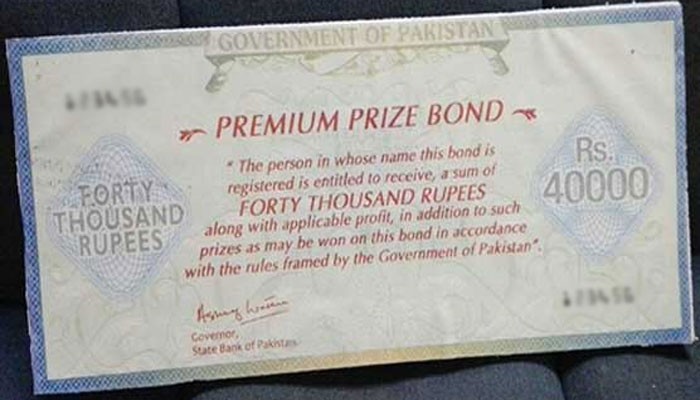 GOVERNMENT OF PAKISTAN
PREMIUM PRIZE BOND
" The person in whose name this bond is
registered is entitled to receive, a sum of
FORTY THOUSAND RUPEES
along with applicable profit, in addition to such
prizes as may be won on this bond in accordance
with the rules framed by the Government of Pakistan".
FORTY
THOUSAND
RUPEES
Rs.
40000
Governor,
State Bank of Pakistan.